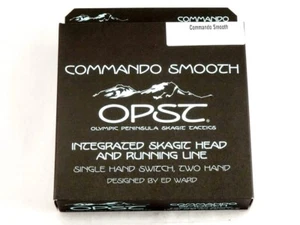 Commando Smooth
COMMANDO SMOOTH
OPST®
OLYMPIC PENINSULA SKAGIT TACTICS
INTEGRATED SKAGIT HEAD
AND RUNNING LINE
SINGLE HAND SWITCH, TWO HAND
DESIGNED BY ED WARD
OPST